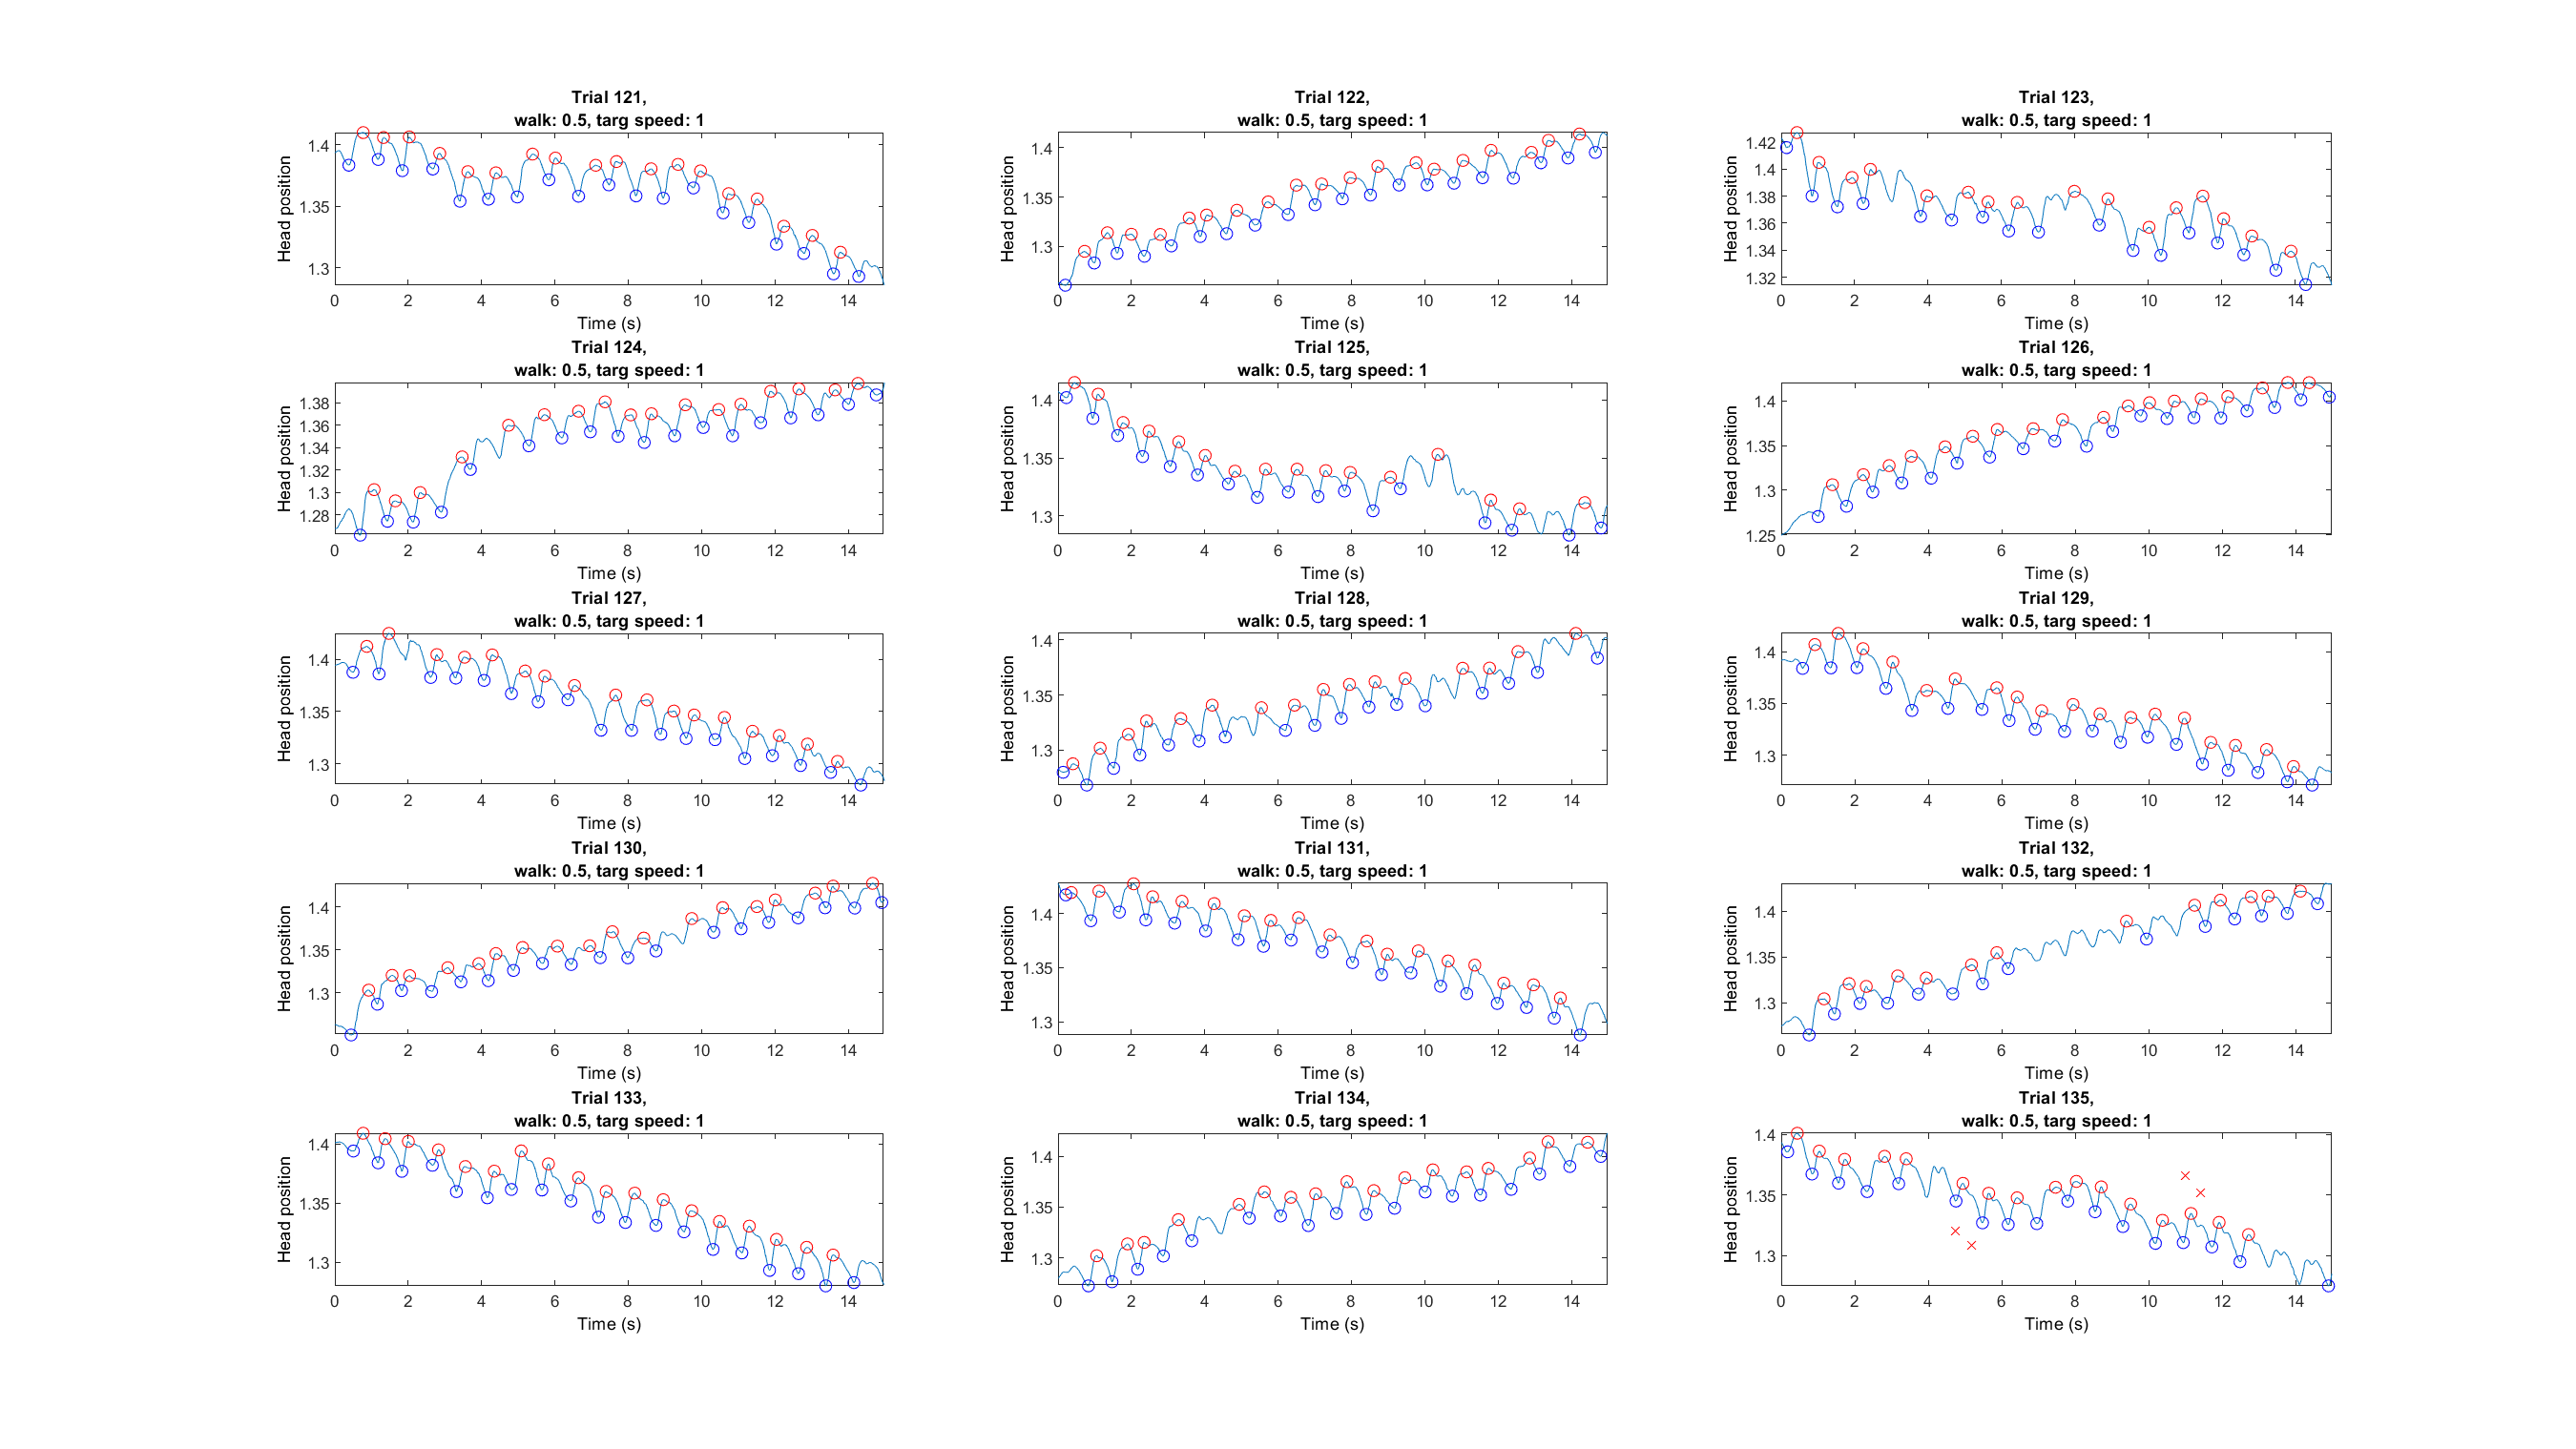 Trial 121,
walk: 0.5, targ speed: 1
1.4
1.35
1.3
Head position
0 2 4 6 8 10 12 14
Time (s)
Trial 122,
walk: 0.5, targ speed: 1
1.4
1.35
1.3
Head position
0 2 4 6 8 10 12 14
Time (s)
Trial 123,
walk: 0.5, targ speed: 1
1.42
1.4
1.38
1.36
1.34
1.32
Head position
0 2 4 6 8 10 12 14
Time (s)
Trial 124,
walk: 0.5, targ speed: 1
1.38
1.36
1.34
1.32
1.3
1.28
Head position
0 2 4 6 8 10 12 14
Time (s)
Trial 125,
walk: 0.5, targ speed: 1
1.4
1.35
1.3
Head position
0 2 4 6 8 10 12 14
Time (s)
Trial 126,
walk: 0.5, targ speed: 1
1.4
1.35
1.3
1.25
Head position
0 2 4 6 8 10 12 14
Time (s)
Trial 127,
walk: 0.5, targ speed: 1
1.4
1.35
1.3
Head position
0 2 4 6 8 10 12 14
Time (s)
Trial 128,
walk: 0.5, targ speed: 1
1.4
1.35
1.3
Head position
0 2 4 6 8 10 12 14
Time (s)
Trial 129,
walk: 0.5, targ speed: 1
1.4
1.35
1.3
Head position
0 2 4 6 8 10 12 14
Time (s)
Trial 130,
walk: 0.5, targ speed: 1
1.4
1.35
1.3
Head position
0 2 4 6 8 10 12 14
Time (s)
Trial 131,
walk: 0.5, targ speed: 1
1.4
1.35
1.3
Head position
0 2 4 6 8 10 12 14
Time (s)
Trial 132,
walk: 0.5, targ speed: 1
1.4
1.35
1.3
Head position
0 2 4 6 8 10 12 14
Time (s)
Trial 133,
walk: 0.5, targ speed: 1
1.4
1.35
1.3
Head position
0 2 4 6 8 10 12 14
Time (s)
Trial 134,
walk: 0.5, targ speed: 1
1.4
1.35
1.3
Head position
0 2 4 6 8 10 12 14
Time (s)
Trial 135,
walk: 0.5, targ speed: 1
1.4
1.35
1.3
Head position
0 2 4 6 8 10 12 14
Time (s)